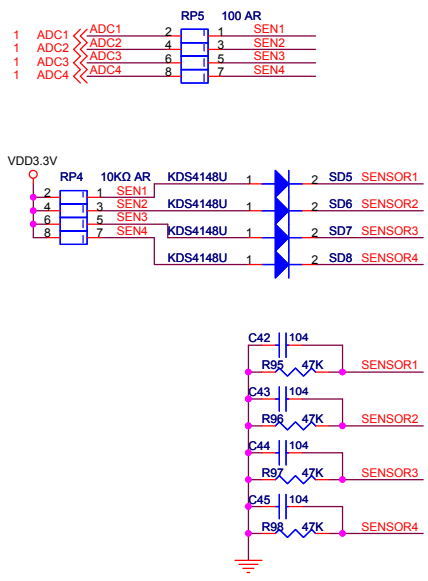 RP5 100 AR
1 ADC1 ADC1 2 1 SEN1
1 ADC2 ADC2 4 3 SEN2
1 ADC3 ADC3 6 5 SEN3
1 ADC4 ADC4 8 7 SEN4
VDD3.3V
RP4 10KΩ AR KDS4148U 1 2 SD5 SENSOR1
2 1 SEN1
4 3 SEN2 KDS4148U 1 2 SD6 SENSOR2
6 5 SEN3
8 7 SEN4 KDS4148U 1 2 SD7 SENSOR3
KDS4148U 1 2 SD8 SENSOR4
C42 104
R95 47K SENSOR1
C43 104
R96 47K SENSOR2
C44 104
R97 47K SENSOR3
C45 104
R98 47K SENSOR4